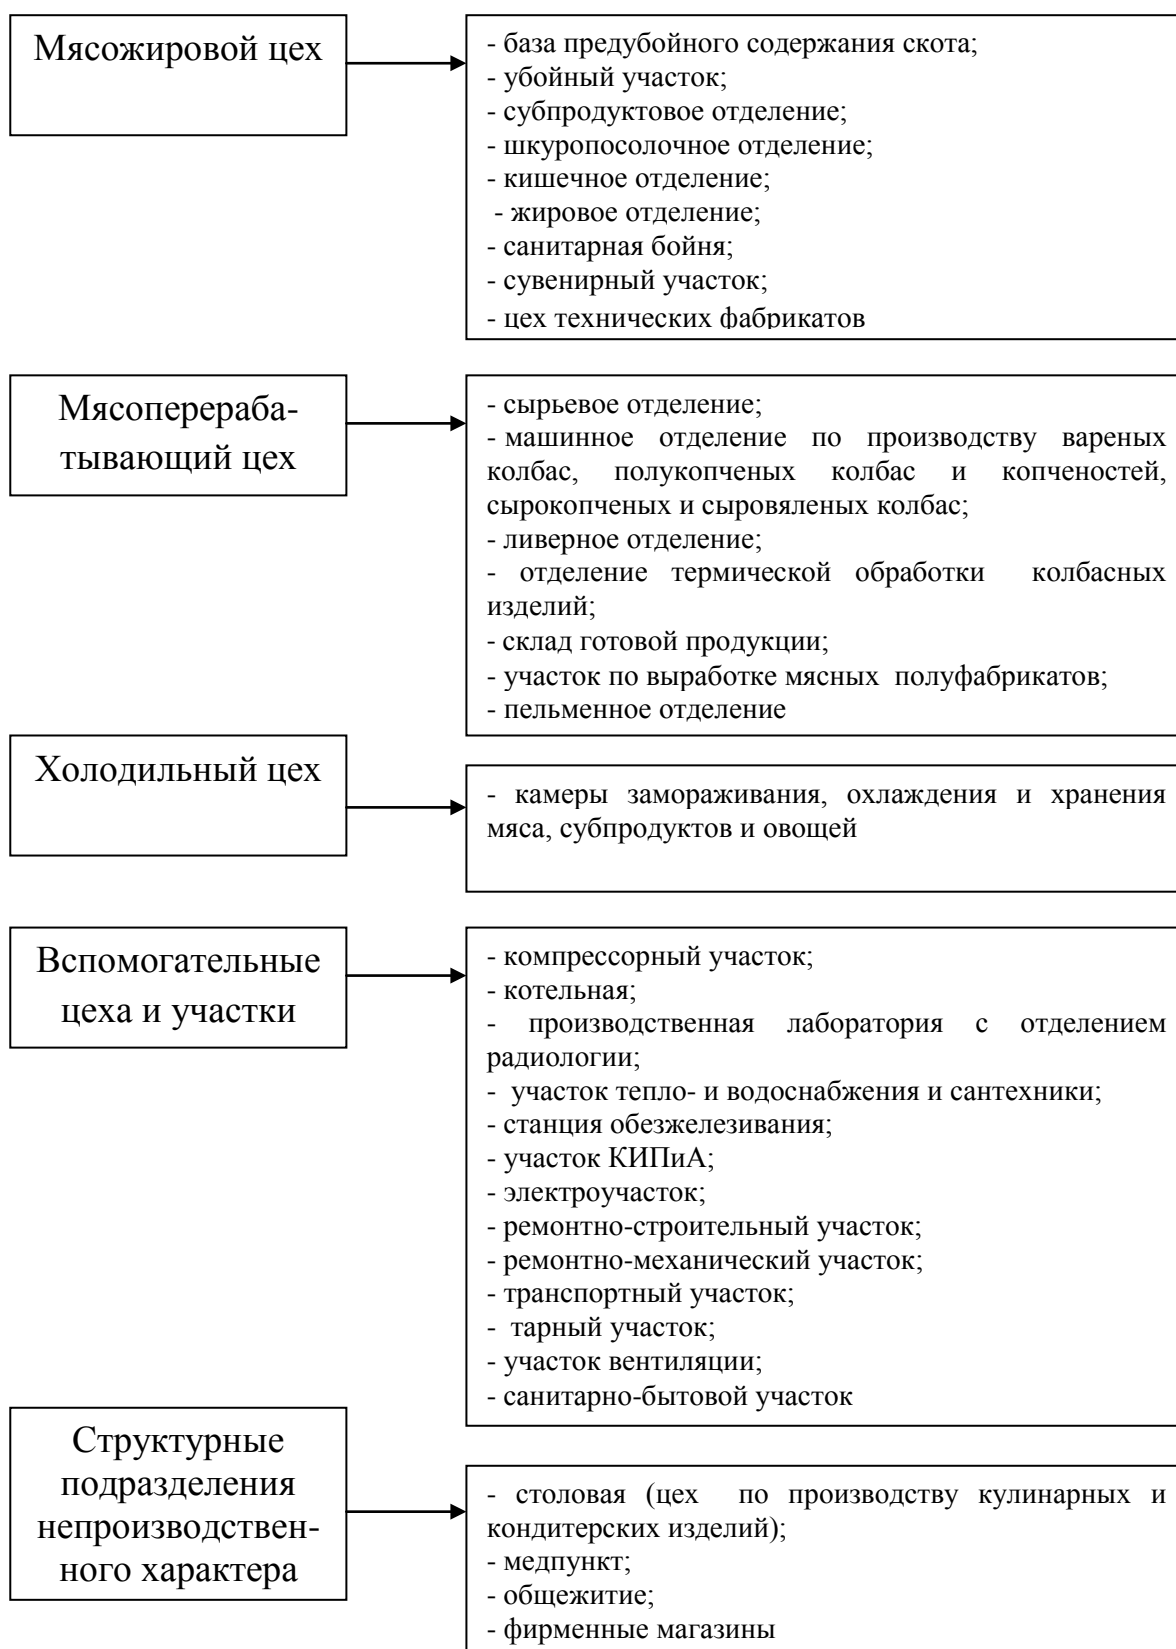 Мясожировой цех
- база предубойного содержания скота;
- убойный участок;
- субпродуктовое отделение;
- шкуропосолочное отделение;
- кишечное отделение;
- жировое отделение;
- санитарная бойня;
- сувенирный участок;
- цех технических фабрикатов
Мясоперераба-
тывающий цех
- сырьевое отделение;
- машинное отделение по производству вареных
колбас, полукопченых колбас и копченостей,
сырокопченых и сыровяленых колбас;
- ливерное отделение;
- отделение термической обработки колбасных
изделий;
- склад готовой продукции;
- участок по выработке мясных полуфабрикатов;
- пельменное отделение
Холодильный цех
- камеры замораживания, охлаждения и хранения
мяса, субпродуктов и овощей
Вспомогательные
цеха и участки
- компрессорный участок;
- котельная;
- производственная лаборатория с отделением
радиологии;
- участок тепло- и водоснабжения и сантехники;
- станция обезжелезивания;
- участок КИПиА;
- электроучасток;
- ремонтно-строительный участок;
- ремонтно-механический участок;
- транспортный участок;
- тарный участок;
- участок вентиляции;
- санитарно-бытовой участок
Структурные
подразделения
непроизводствен-
ного характера
- столовая (цех по производству кулинарных и
кондитерских изделий);
- медпункт;
- общежитие;
- фирменные магазины